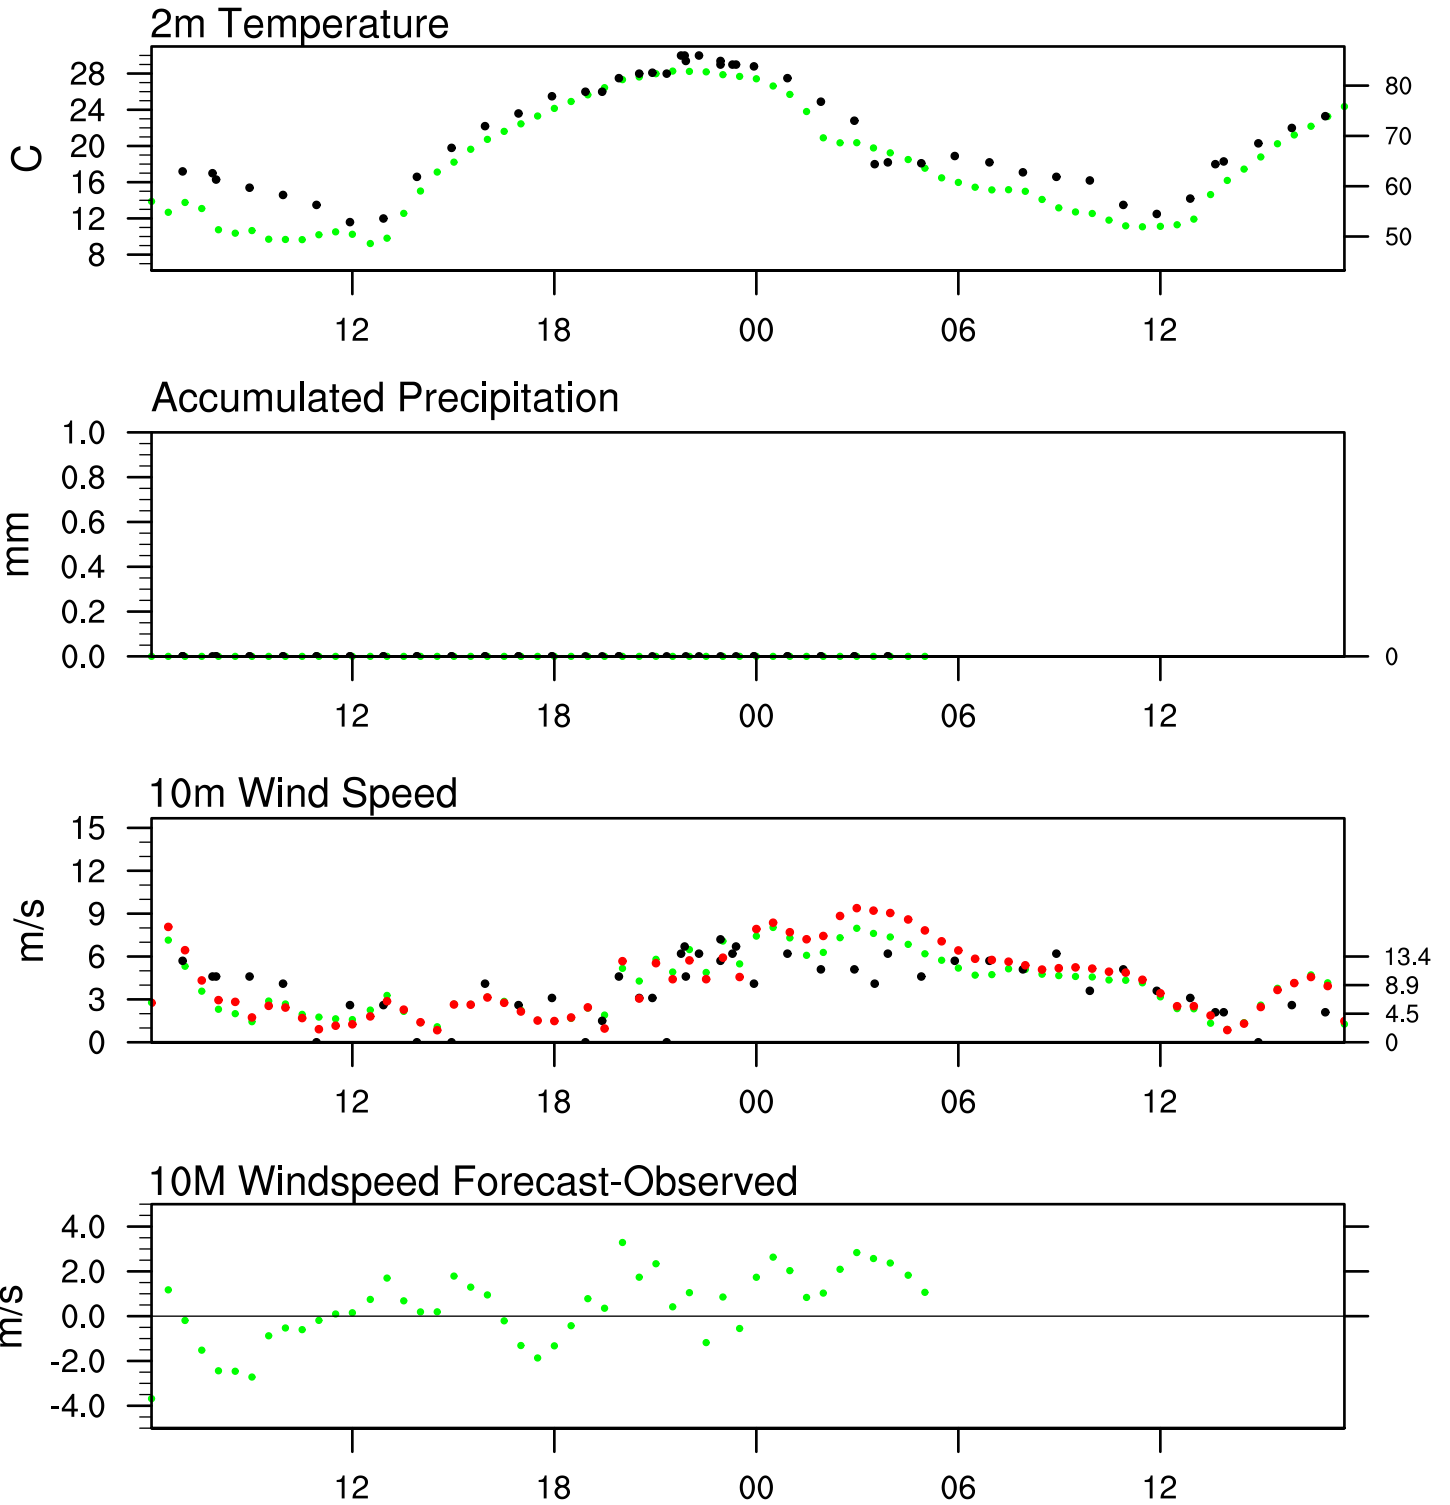 2m Temperature
C
28
24
20
16
12
8
80
70
60
50
12 18 00 06 12
Accumulated Precipitation
mm
1.0
0.8
0.6
0.4
0.2
0.0
0
12 18 00 06 12
10m Wind Speed
m/s
15
12
9
6
3
0
13.4
8.9
4.5
0
12 18 00 06 12
10M Windspeed Forecast-Observed
m/s
4.0
2.0
0.0
-2.0
-4.0
12 18 00 06 12